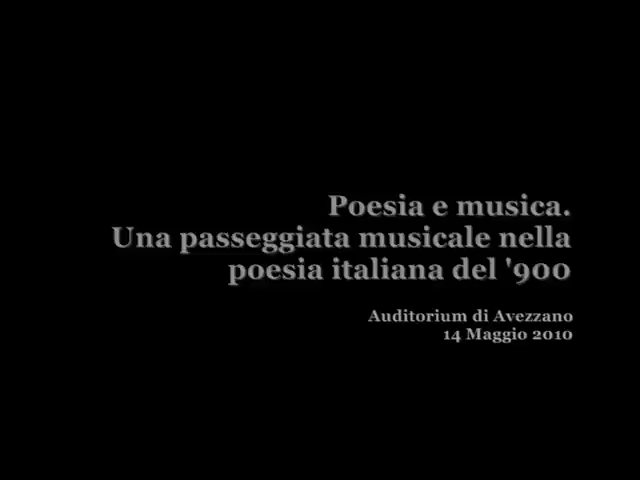 Poesia e musica.
Una passeggiata musicale nella
poesia italiana del '900
Auditorium di Avezzano
14 Maggio 2010